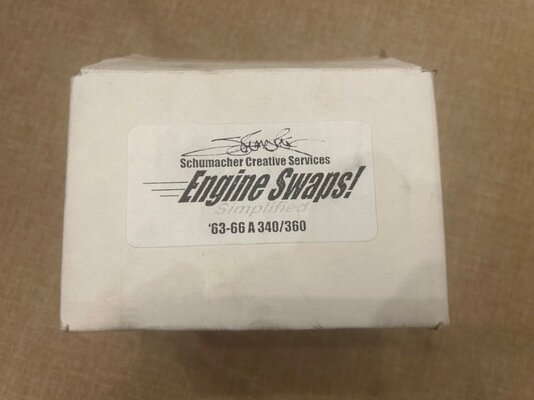 Schumacher Creative Services
Engine Swaps!
Simplified
'63-66 A 340/360